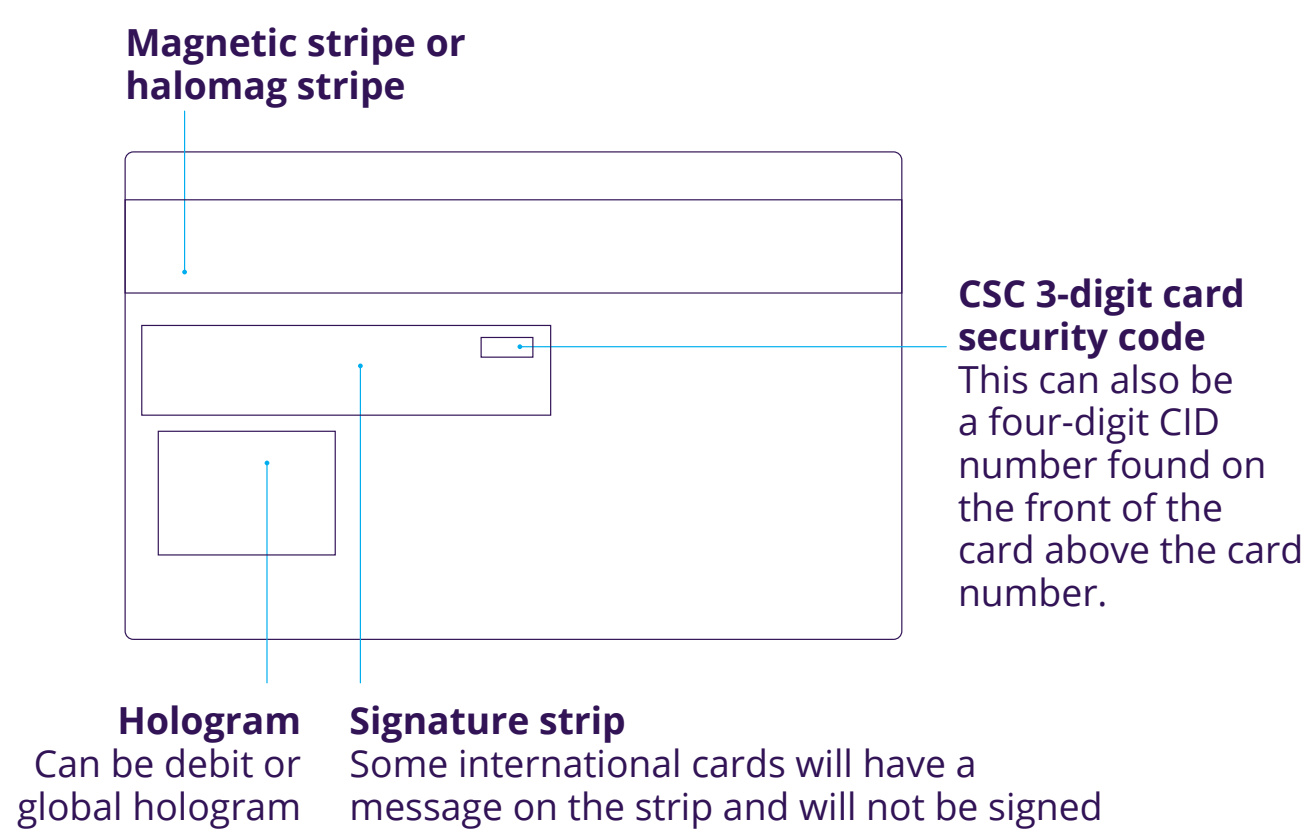 Magnetic stripe or
halomag stripe
CSC 3-digit card
security code
This can also be
a four-digit CID
number found on
the front of the
card above the card
number.
Hologram
Can be debit or
global hologram
Signature strip
Some international cards will have a
message on the strip and will not be signed